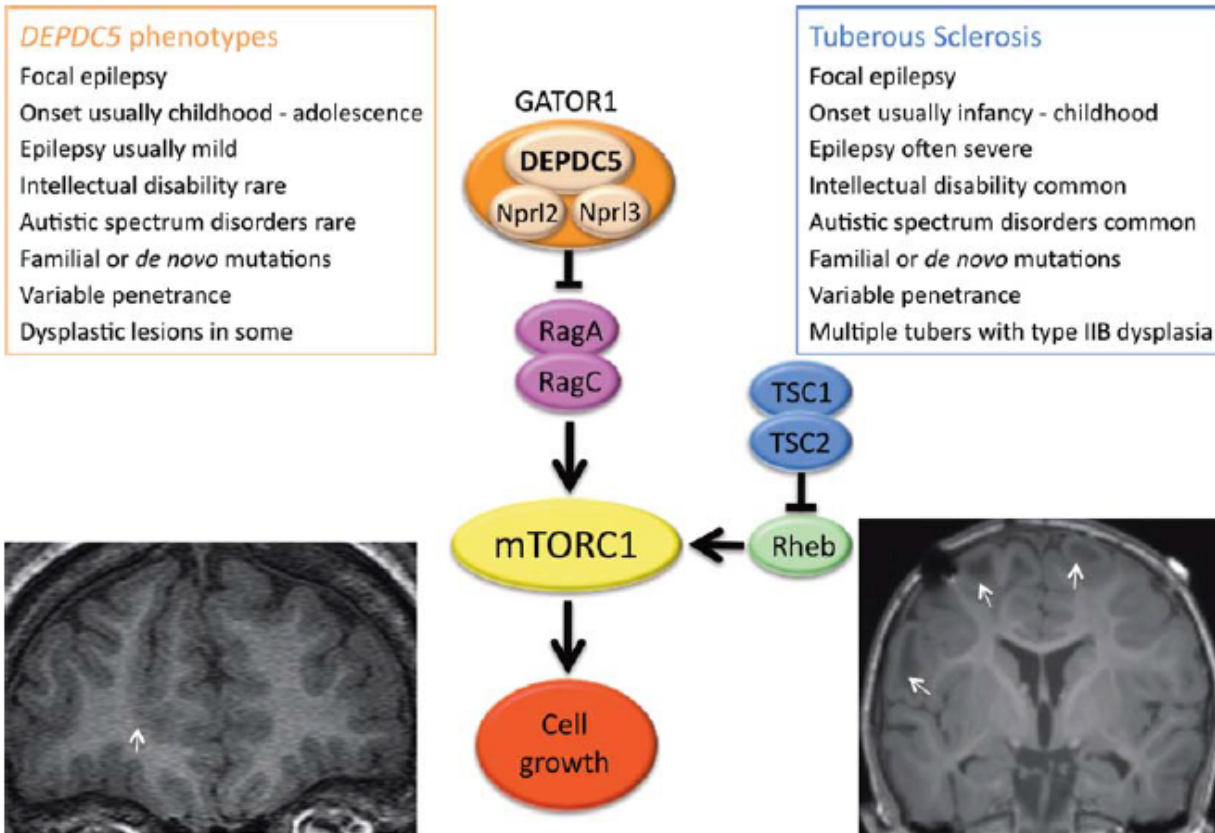 DEPDC5 phenotypes
Focal epilepsy
Onset usually childhood - adolescence
Epilepsy usually mild
Intellectual disability rare
Autistic spectrum disorders rare
Familial or de novo mutations
Variable penetrance
Dysplastic lesions in some
GATOR1
DEPDC5
Nprl2
Nprl3
RagA
RagC
mTORC1
Cell
growth
Tuberous Sclerosis
Focal epilepsy
Onset usually infancy - childhood
Epilepsy often severe
Intellectual disability common
Autistic spectrum disorders common
Familial or de novo mutations
Variable penetrance
Multiple tubers with type IIB dysplasia
TSC1
TSC2
Rheb